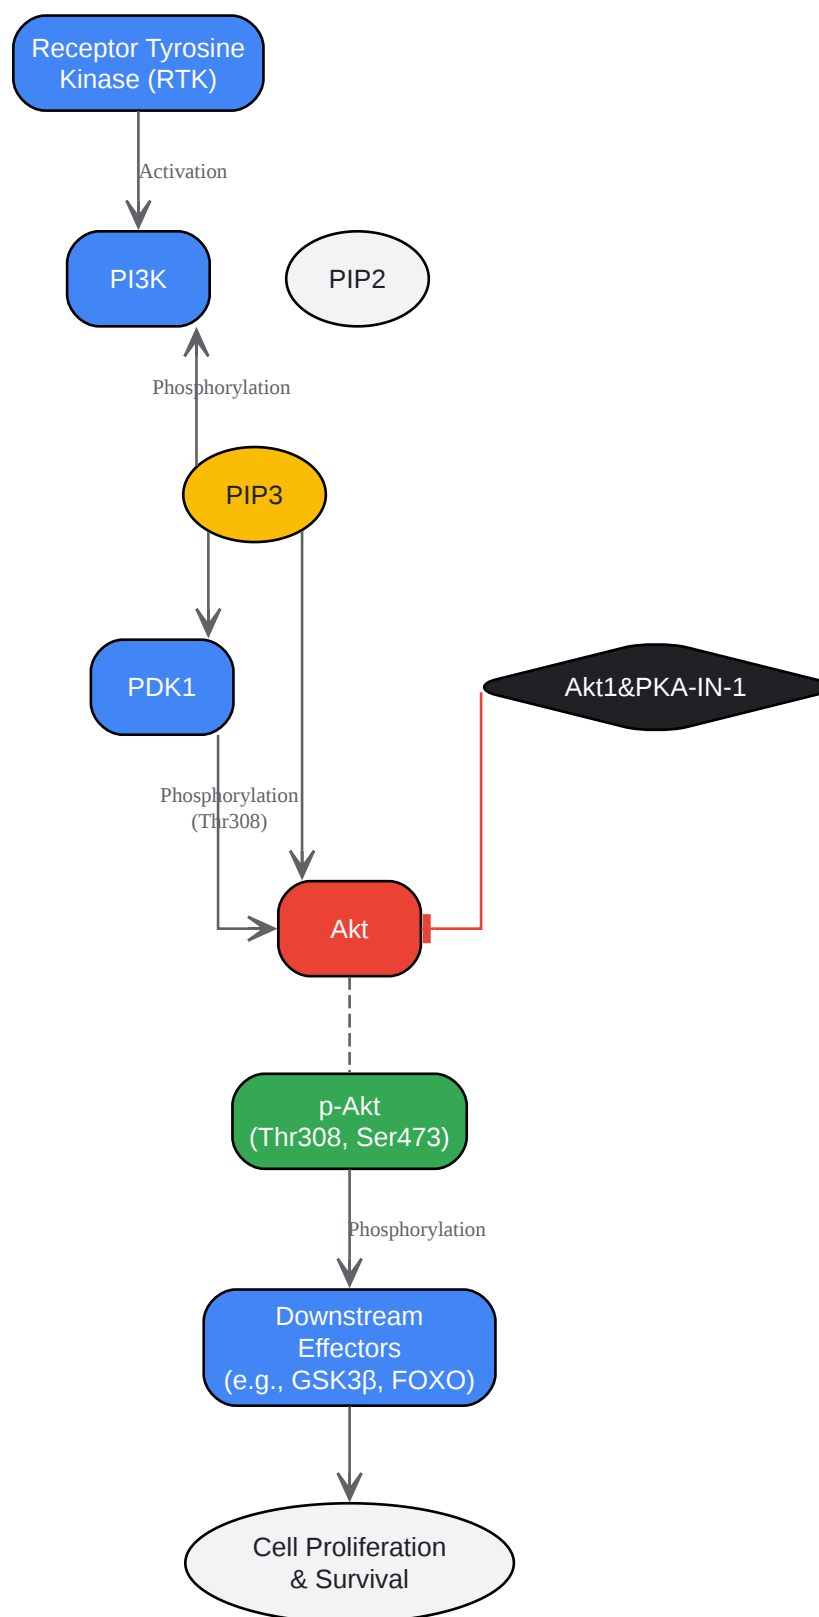 Receptor Tyrosine
Kinase (RTK)
Activation
PI3K
PIP2
Phosphorylation
PIP3
PDK1
Akt1&PKA-IN-1
Phosphorylation
(Thr308)
Akt
p-Akt
(Thr308, Ser473)
Phosphorylation
Downstream
Effectors
(e.g., GSK3β, FOXO)
Cell Proliferation
& Survival